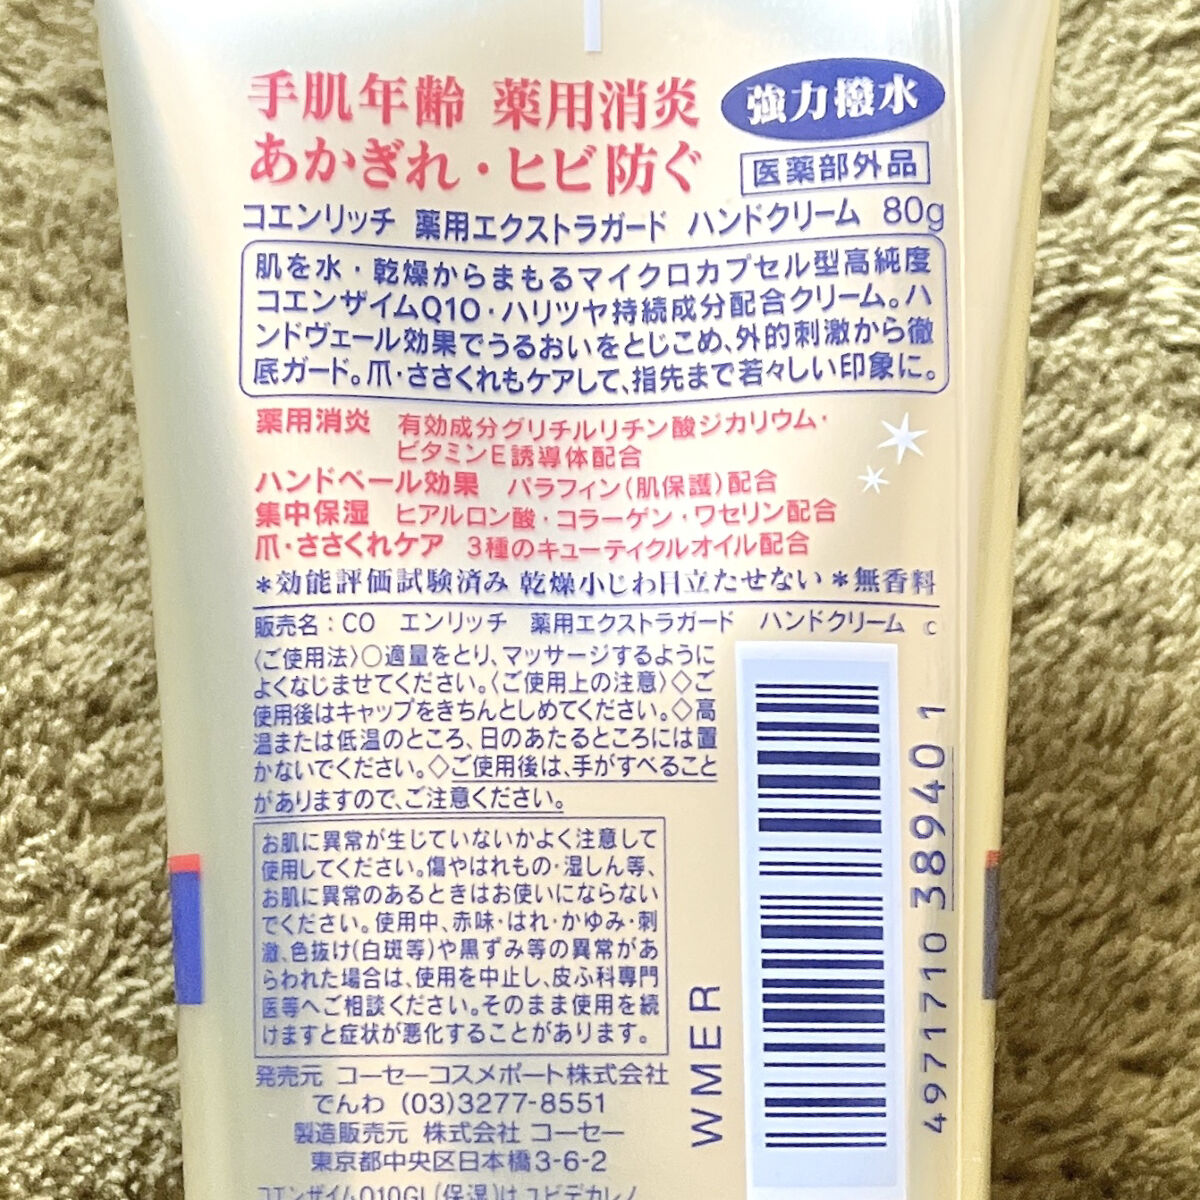 手肌年齢 薬用消炎 強力撥水
あかぎれ・ヒビ防ぐ 医薬部外品
コエンリッチ 薬用エクストラガード ハンドクリーム 80g
肌を水・乾燥からまもるマイクロカプセル型高純度
コエンザイムQ10・ハリツヤ持続成分配合クリーム。ハ
ンドヴェール効果でうるおいをとじこめ、外的刺激から徹
底ガード。爪・ささくれもケアして、指先まで若々しい印象に。
薬用消炎 有効成分グリチルリチン酸ジカリウム・
ビタミンE誘導体配合
ハンドベール効果 パラフィン(肌保護)配合
集中保湿 ヒアルロン酸・コラーゲン・ワセリン配合
爪・ささくれケア 3種のキューティクルオイル配合
*効能評価試験済み 乾燥小じわ目立たせない *無香料
販売名：CO エンリッチ 薬用エクストラガード ハンドクリーム c
〈ご使用法〉○適量をとり、マッサージするように
よくなじませてください。〈ご使用上の注意〉◇ご
使用後はキャップをきちんとしめてください。◇高
温または低温のところ、日のあたるところには置
かないでください。◇ご使用後は、手がすべること
がありますので、ご注意ください。
お肌に異常が生じていないかよく注意して
使用してください。傷やはれもの・湿しん等、
お肌に異常のあるときはお使いにならない
でください。使用中、赤味・はれ・かゆみ・刺
激、色抜け(白斑等)や黒ずみ等の異常があ
らわれた場合は、使用を中止し、皮ふ科専門
医等へご相談ください。そのまま使用を続
けますと症状が悪化することがあります。
発売元 コーセーコスメポート株式会社
でんわ (03)3277-8551
製造販売元 株式会社 コーセー
東京都中央区日本橋3-6-2
コエンザイムQ10GL(保湿)は、ユビデカレノ
WMER
4971710 389401